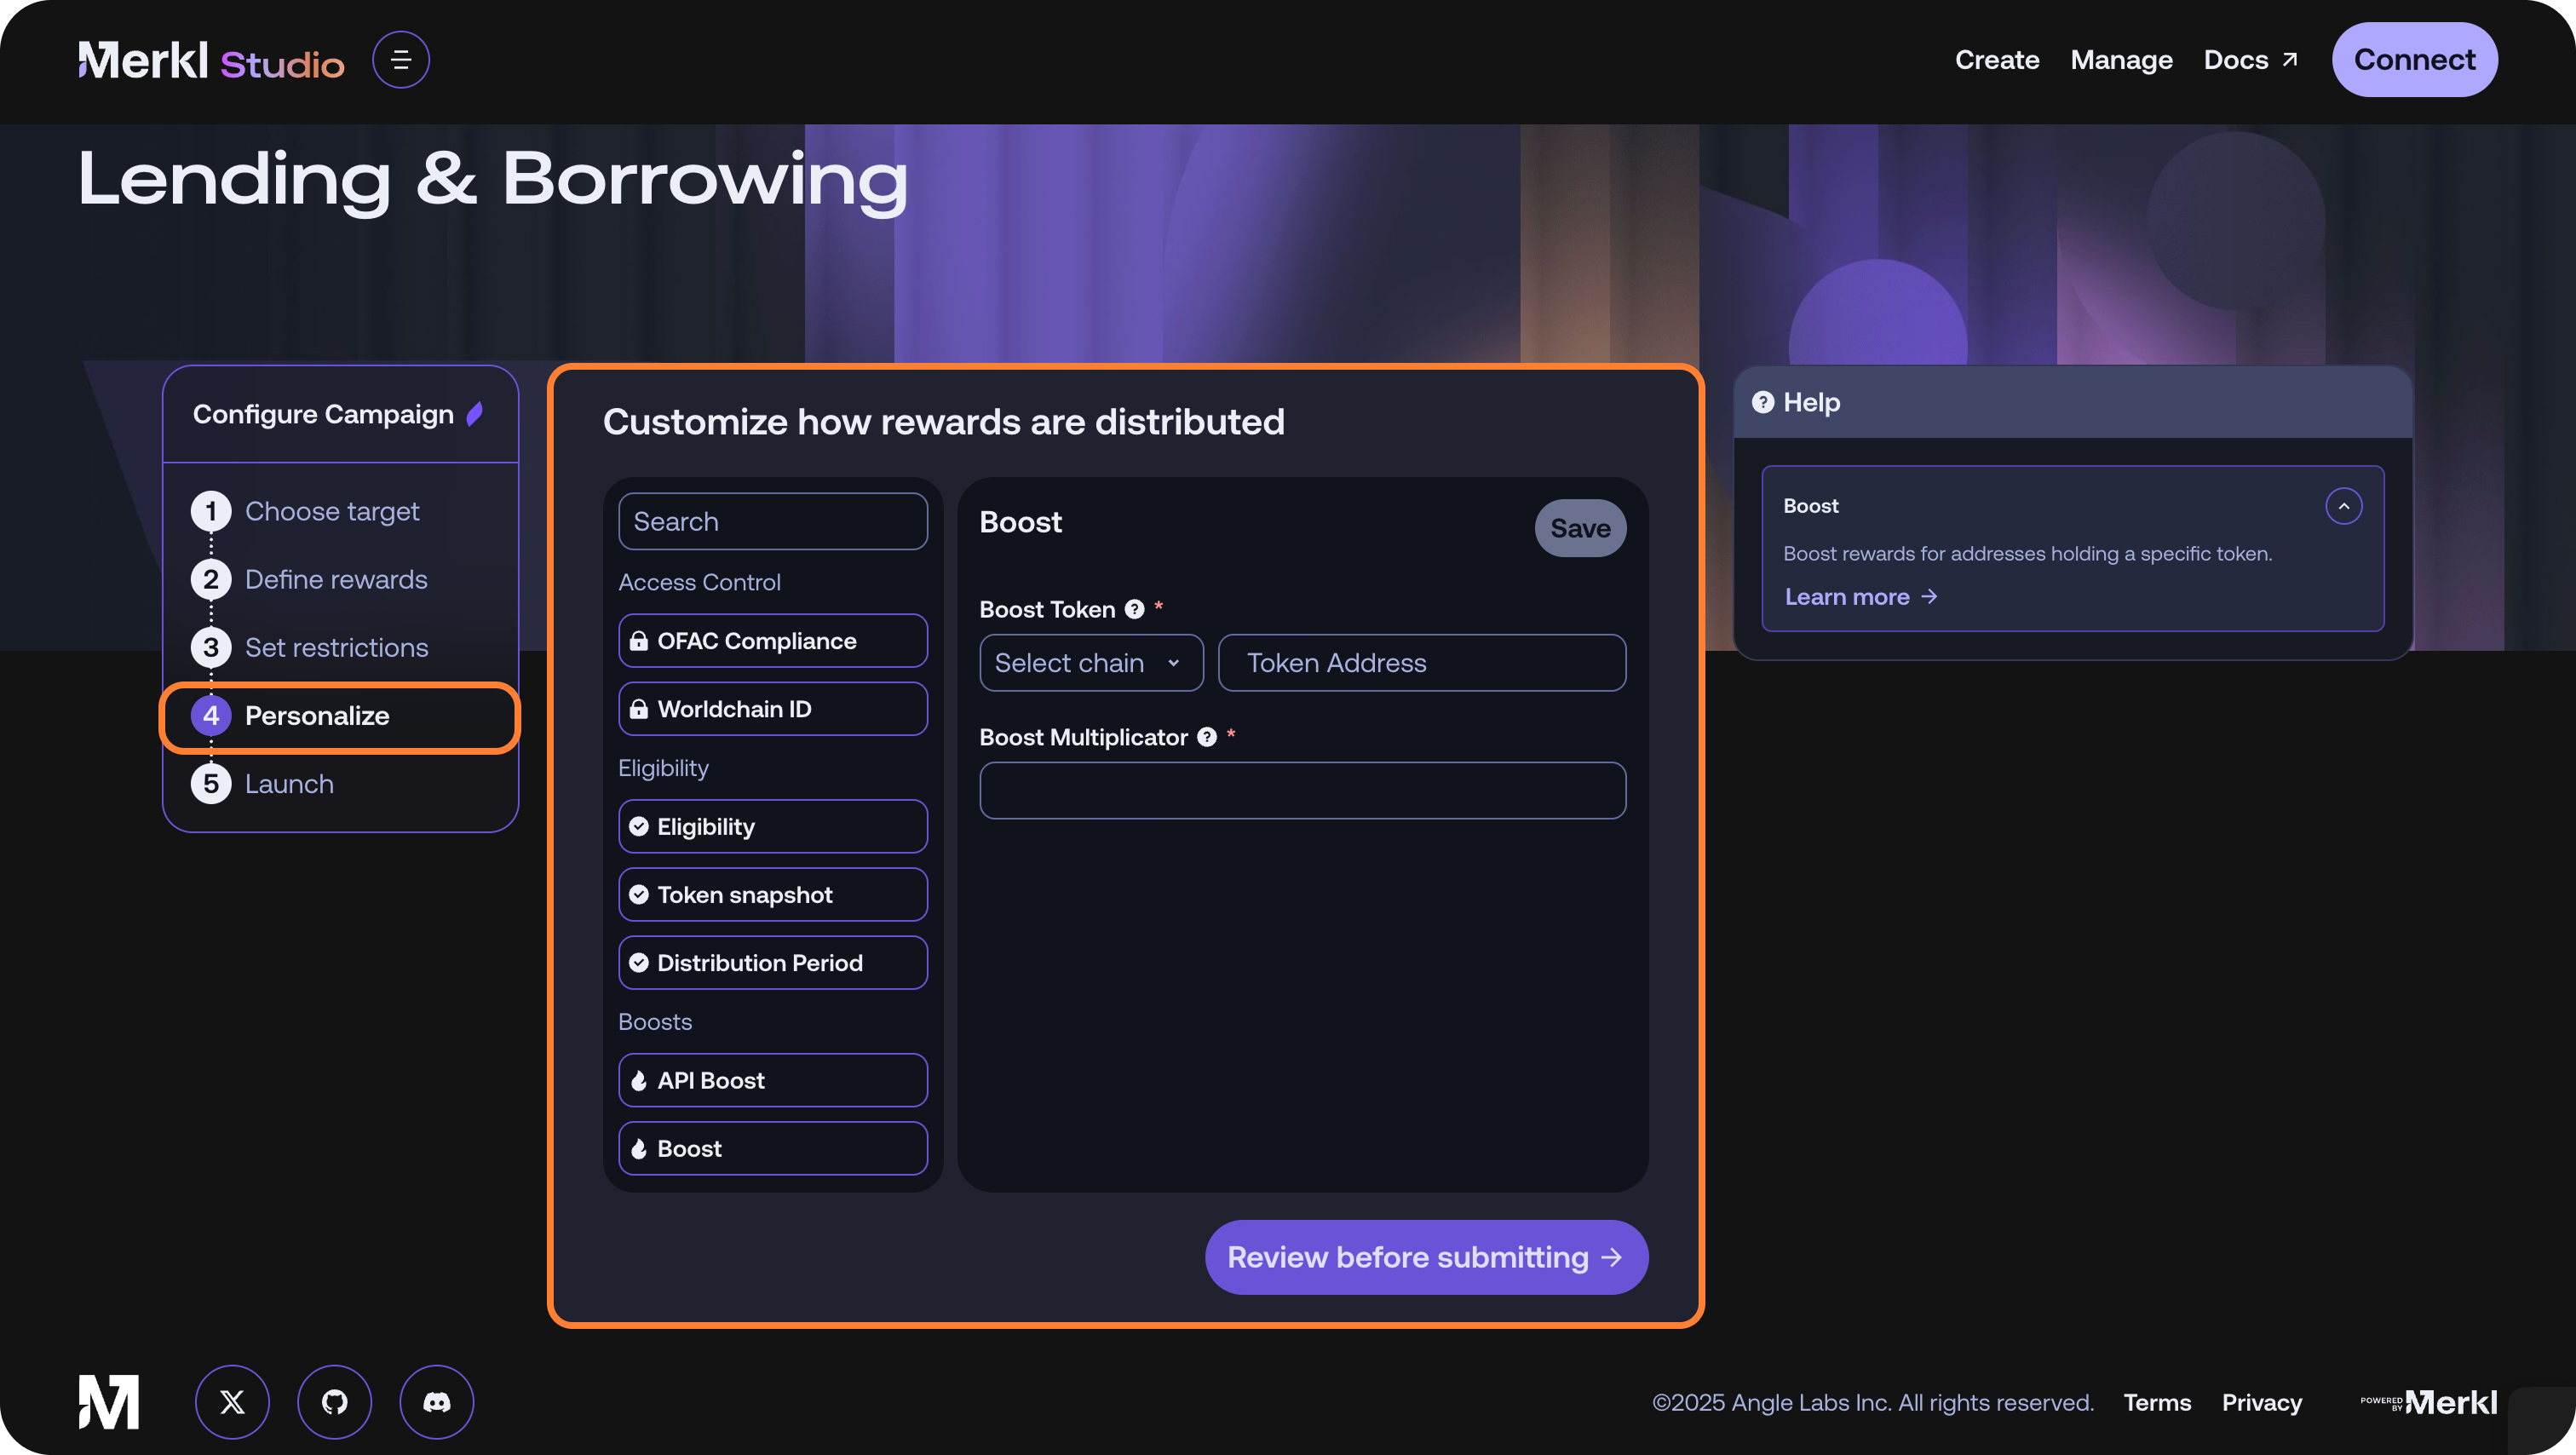 Merkl Studio
Create
Manage
Docs
Connect
Lending & Borrowing
Configure Campaign
1 Choose target
2 Define rewards
3 Set restrictions
4 Personalize
5 Launch
Customize how rewards are distributed
Search
Access Control
OFAC Compliance
Worldchain ID
Eligibility
Eligibility
Token snapshot
Distribution Period
Boosts
API Boost
Boost
Boost
Save
Boost Token ? *
Select chain
Token Address
Boost Multiplicator ? *
Review before submitting →
? Help
Boost
Boost rewards for addresses holding a specific token.
Learn more →
©2025 Angle Labs Inc. All rights reserved.
Terms
Privacy
POWERED BY Merkl